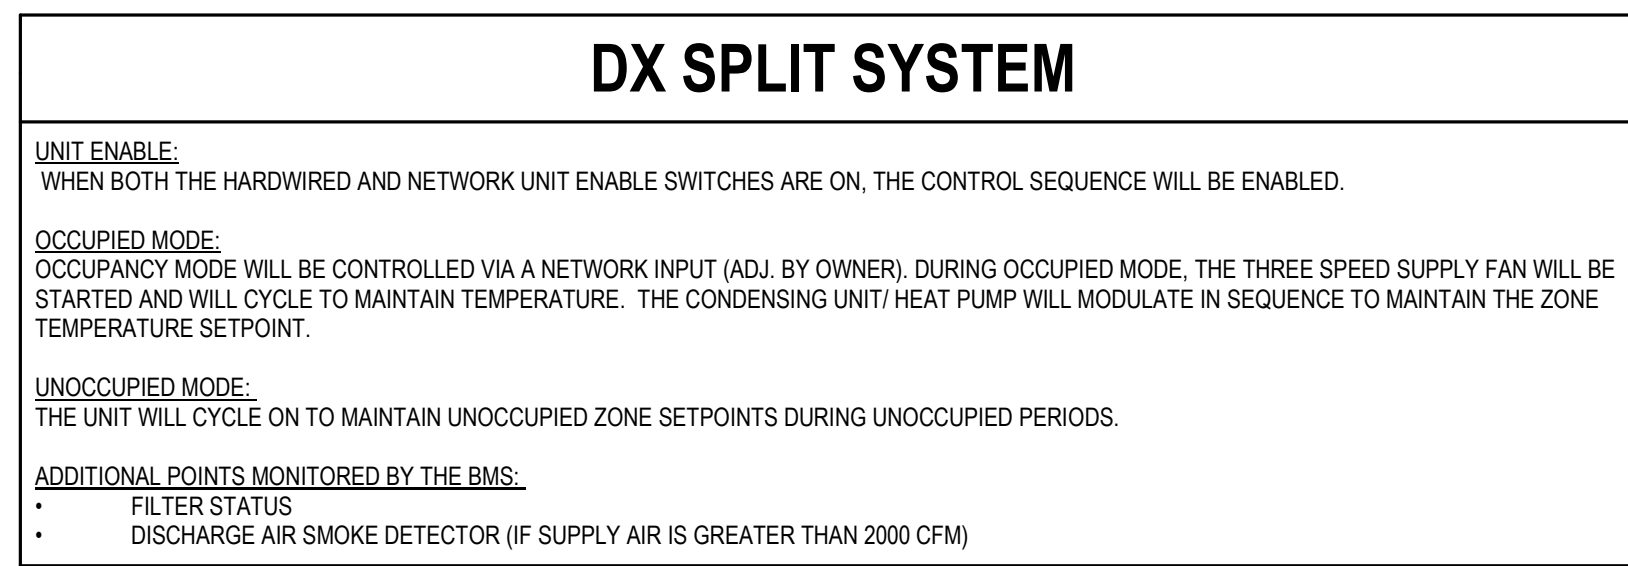 DX SPLIT SYSTEM
UNIT ENABLE:
WHEN BOTH THE HARDWIRED AND NETWORK UNIT ENABLE SWITCHES ARE ON, THE CONTROL SEQUENCE WILL BE ENABLED.
OCCUPIED MODE:
OCCUPANCY MODE WILL BE CONTROLLED VIA A NETWORK INPUT (ADJ. BY OWNER). DURING OCCUPIED MODE, THE THREE SPEED SUPPLY FAN WILL BE
STARTED AND WILL CYCLE TO MAINTAIN TEMPERATURE.  THE CONDENSING UNIT/ HEAT PUMP WILL MODULATE IN SEQUENCE TO MAINTAIN THE ZONE
TEMPERATURE SETPOINT.
UNOCCUPIED MODE:
THE UNIT WILL CYCLE ON TO MAINTAIN UNOCCUPIED ZONE SETPOINTS DURING UNOCCUPIED PERIODS.
ADDITIONAL POINTS MONITORED BY THE BMS:
• FILTER STATUS
• DISCHARGE AIR SMOKE DETECTOR (IF SUPPLY AIR IS GREATER THAN 2000 CFM)